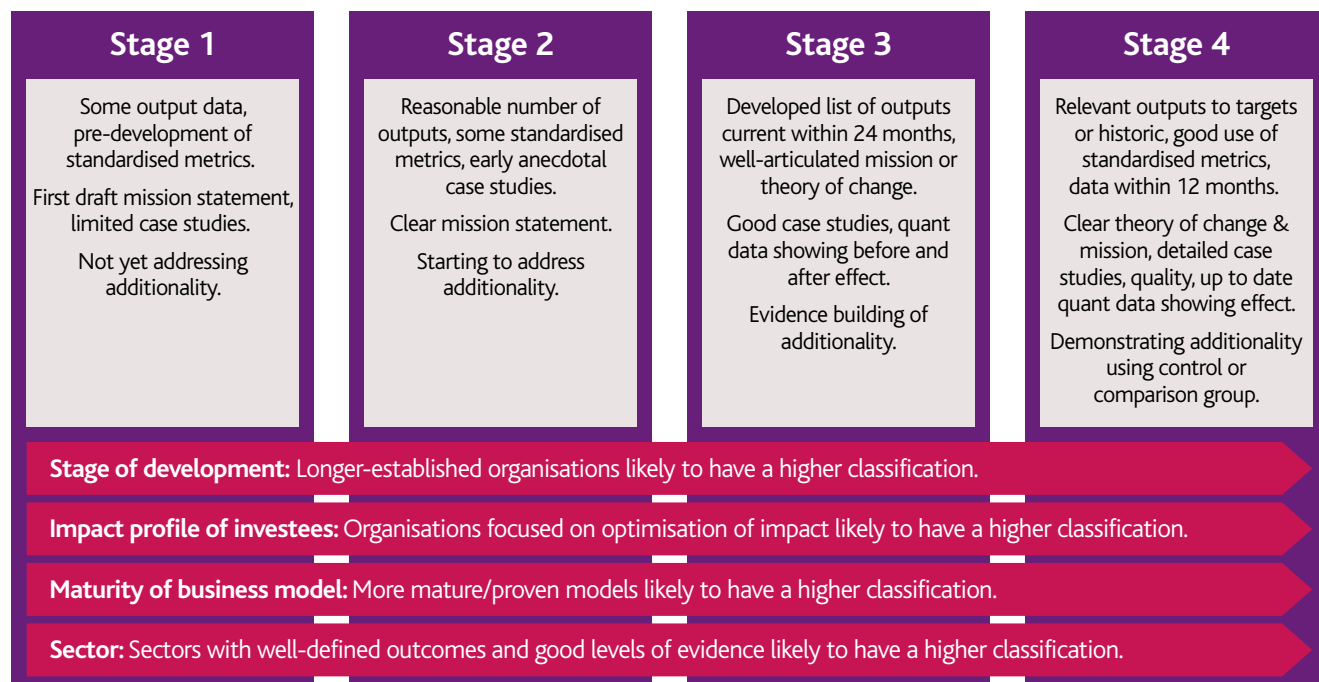 Stage 1
Some output data,
pre-development of
standardised metrics.
First draft mission statement,
limited case studies.
Not yet addressing
additionality.
Stage 2
Reasonable number of
outputs, some standardised
metrics, early anecdotal
case studies.
Clear mission statement.
Starting to address
additionality.
Stage 3
Developed list of outputs
current within 24 months,
well-articulated mission or
theory of change.
Good case studies, quant
data showing before and
after effect.
Evidence building of
additionality.
Stage 4
Relevant outputs to targets
or historic, good use of
standardised metrics,
data within 12 months.
Clear theory of change &
mission, detailed case
studies, quality, up to date
quant data showing effect.
Demonstrating additionality
using control or
comparison group.
Stage of development: Longer-established organisations likely to have a higher classification.
Impact profile of investees: Organisations focused on optimisation of impact likely to have a higher classification.
Maturity of business model: More mature/proven models likely to have a higher classification.
Sector: Sectors with well-defined outcomes and good levels of evidence likely to have a higher classification.